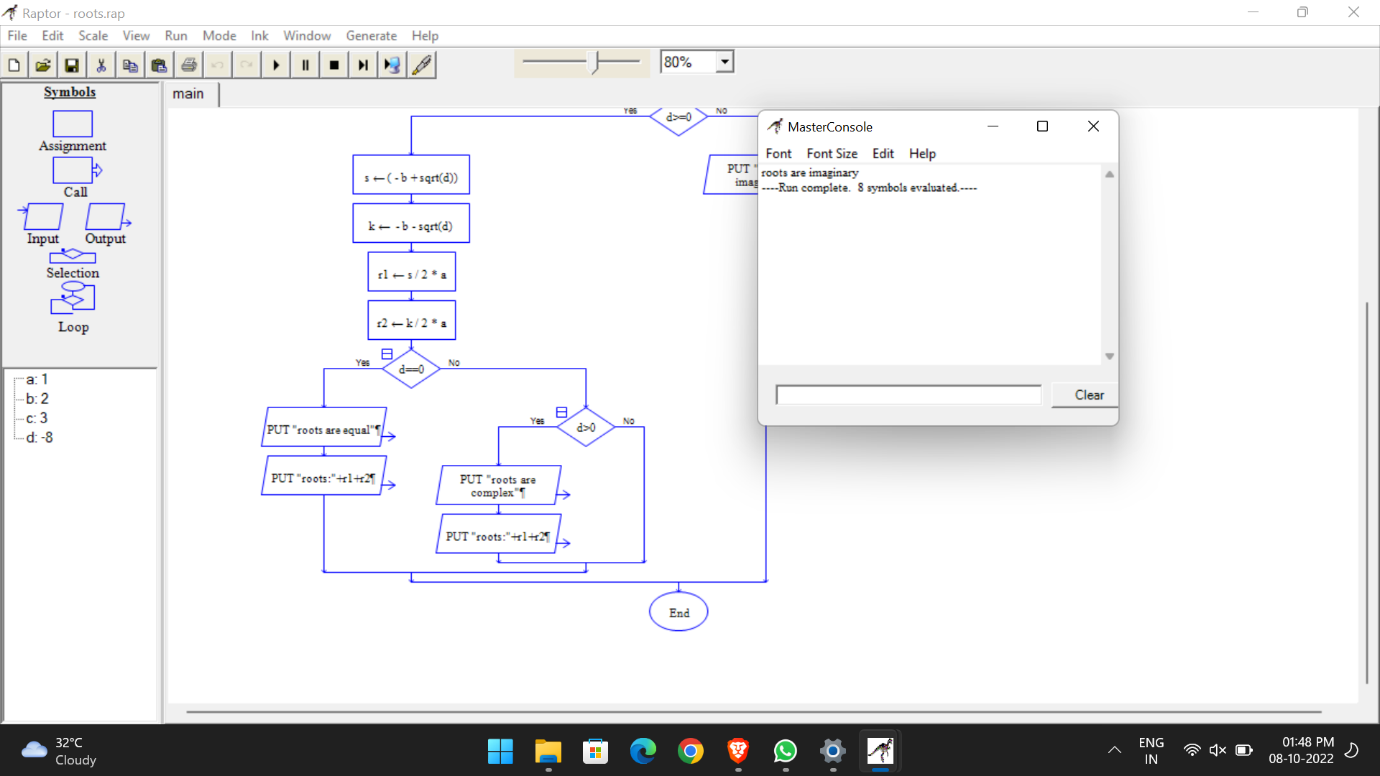 Raptor - roots.rap
File Edit Scale View Run Mode Ink Window Generate Help
80%
Symbols
Assignment
Call
Input Output
Selection
Loop
a: 1
b: 2
c: 3
d: -8
main
Yes d>=0 No
s ← ( - b + sqrt(d))
k ← - b - sqrt(d)
r1 ← s / 2 * a
r2 ← k / 2 * a
Yes d==0 No
PUT "roots are equal"¶
PUT "roots:"+r1+r2¶
Yes d>0 No
PUT "roots are
complex"¶
PUT "roots:"+r1+r2¶
PUT "
imag
End
MasterConsole
Font Font Size Edit Help
roots are imaginary
----Run complete. 8 symbols evaluated.----
Clear
32°C
Cloudy
ENG
IN
01:48 PM
08-10-2022